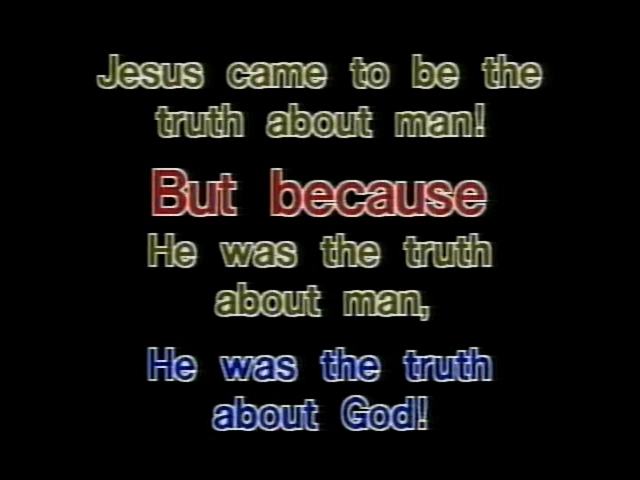 Jesus came to be the
truth about man!
But because
He was the truth
about man,
He was the truth
about God!